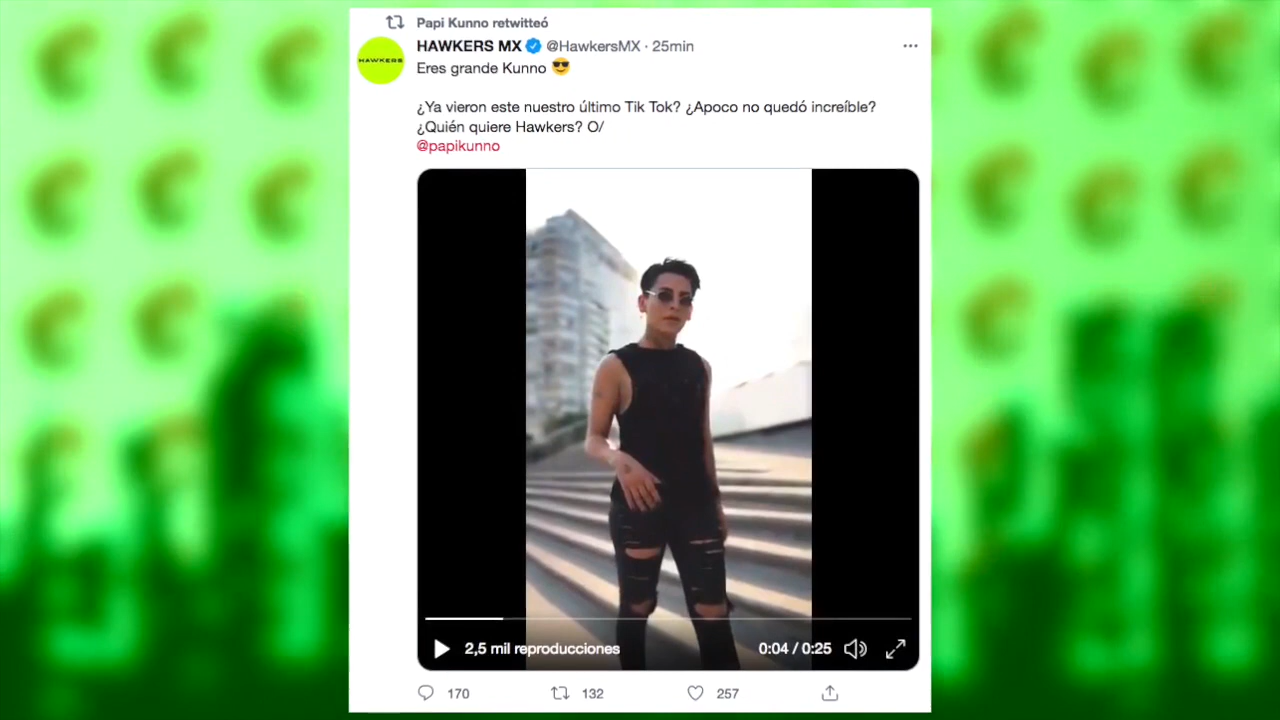 Papi Kunno retwitteó
HAWKERS MX @HawkersMX · 25min
HAWKERS
Eres grande Kunno 😎
¿Ya vieron este nuestro último Tik Tok? ¿Apoco no quedó increíble?
¿Quién quiere Hawkers? O/
@papikunno
2,5 mil reproducciones
0:04 / 0:25
170
132
257